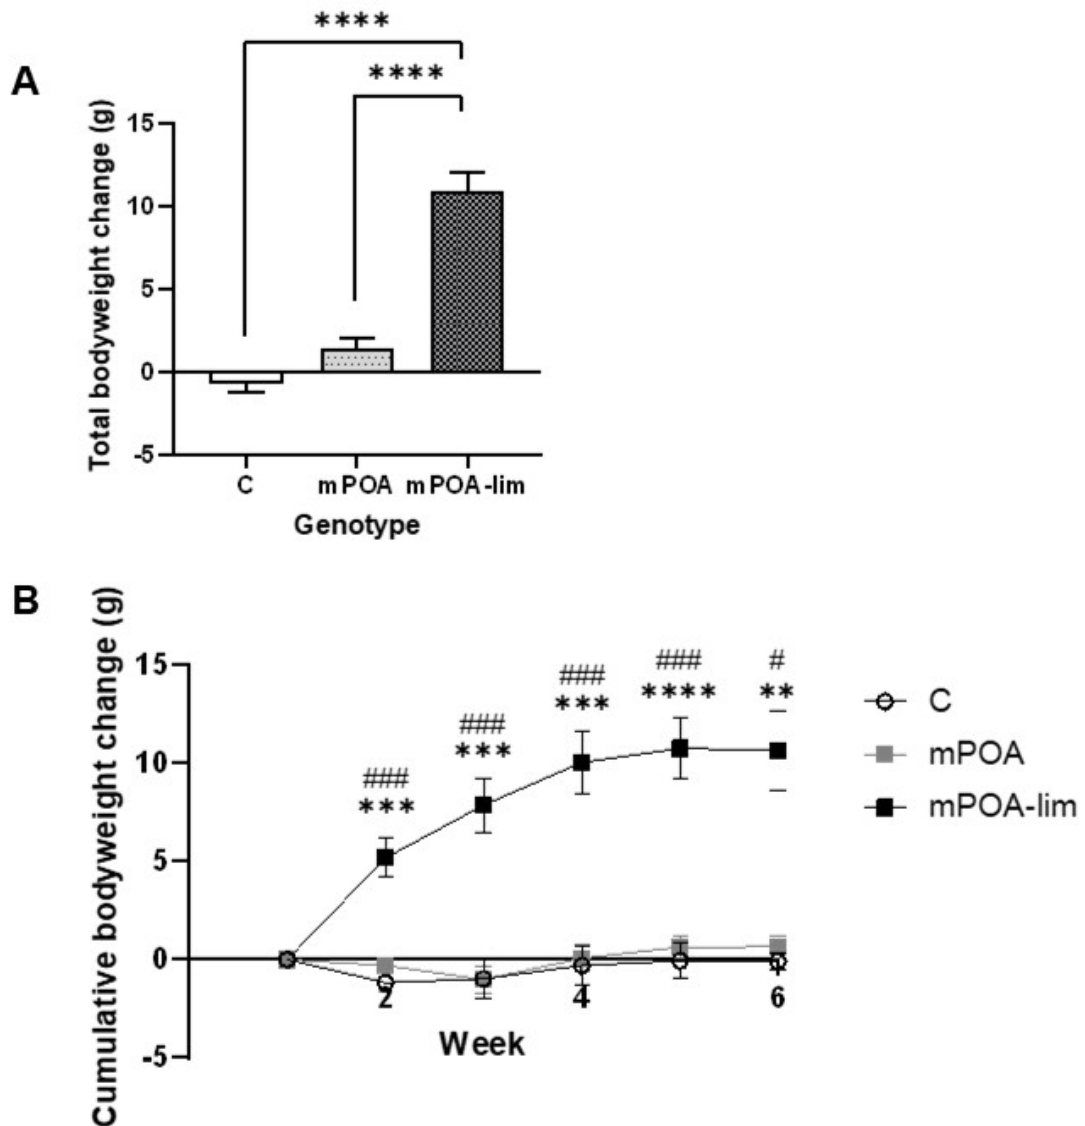 A
****
****
Total bodyweight change (g)
15
10
5
0
-5
C mPOA mPOA-lim
Genotype
B
Cumulative bodyweight change (g)
15
10
5
0
-5
### ### ### ### #
*** *** *** **** **
2 4 6
Week
C
mPOA
mPOA-lim